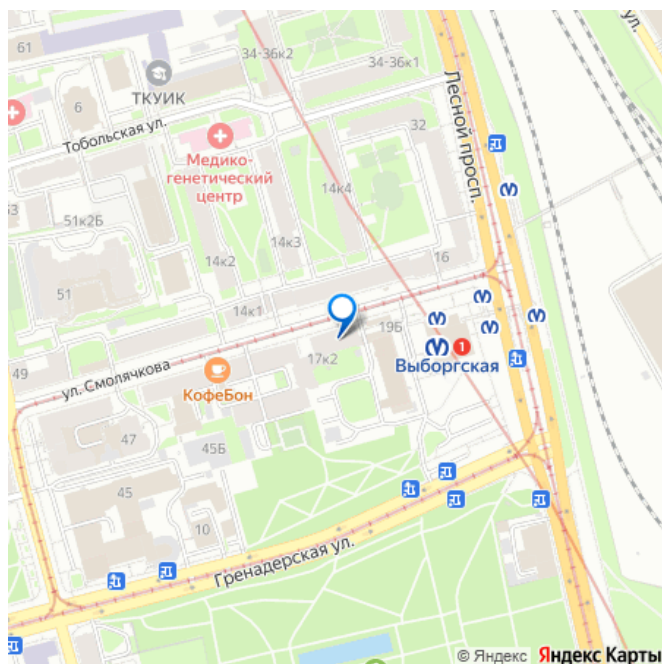 61
34-36к2
34-36к1
ул.
ТКУИК
6
Тобольская ул.
32
Лесной просп.
Медико-
генетический
центр
14к4
53
51к2Б
14к3
14к2
16
51
14к1
19Б
49
17к2
1
Выборгская
ул. Смолячкова
КофеБон
47
45Б
45
10
Гренадерская ул.
© Яндекс Яндекс Карты